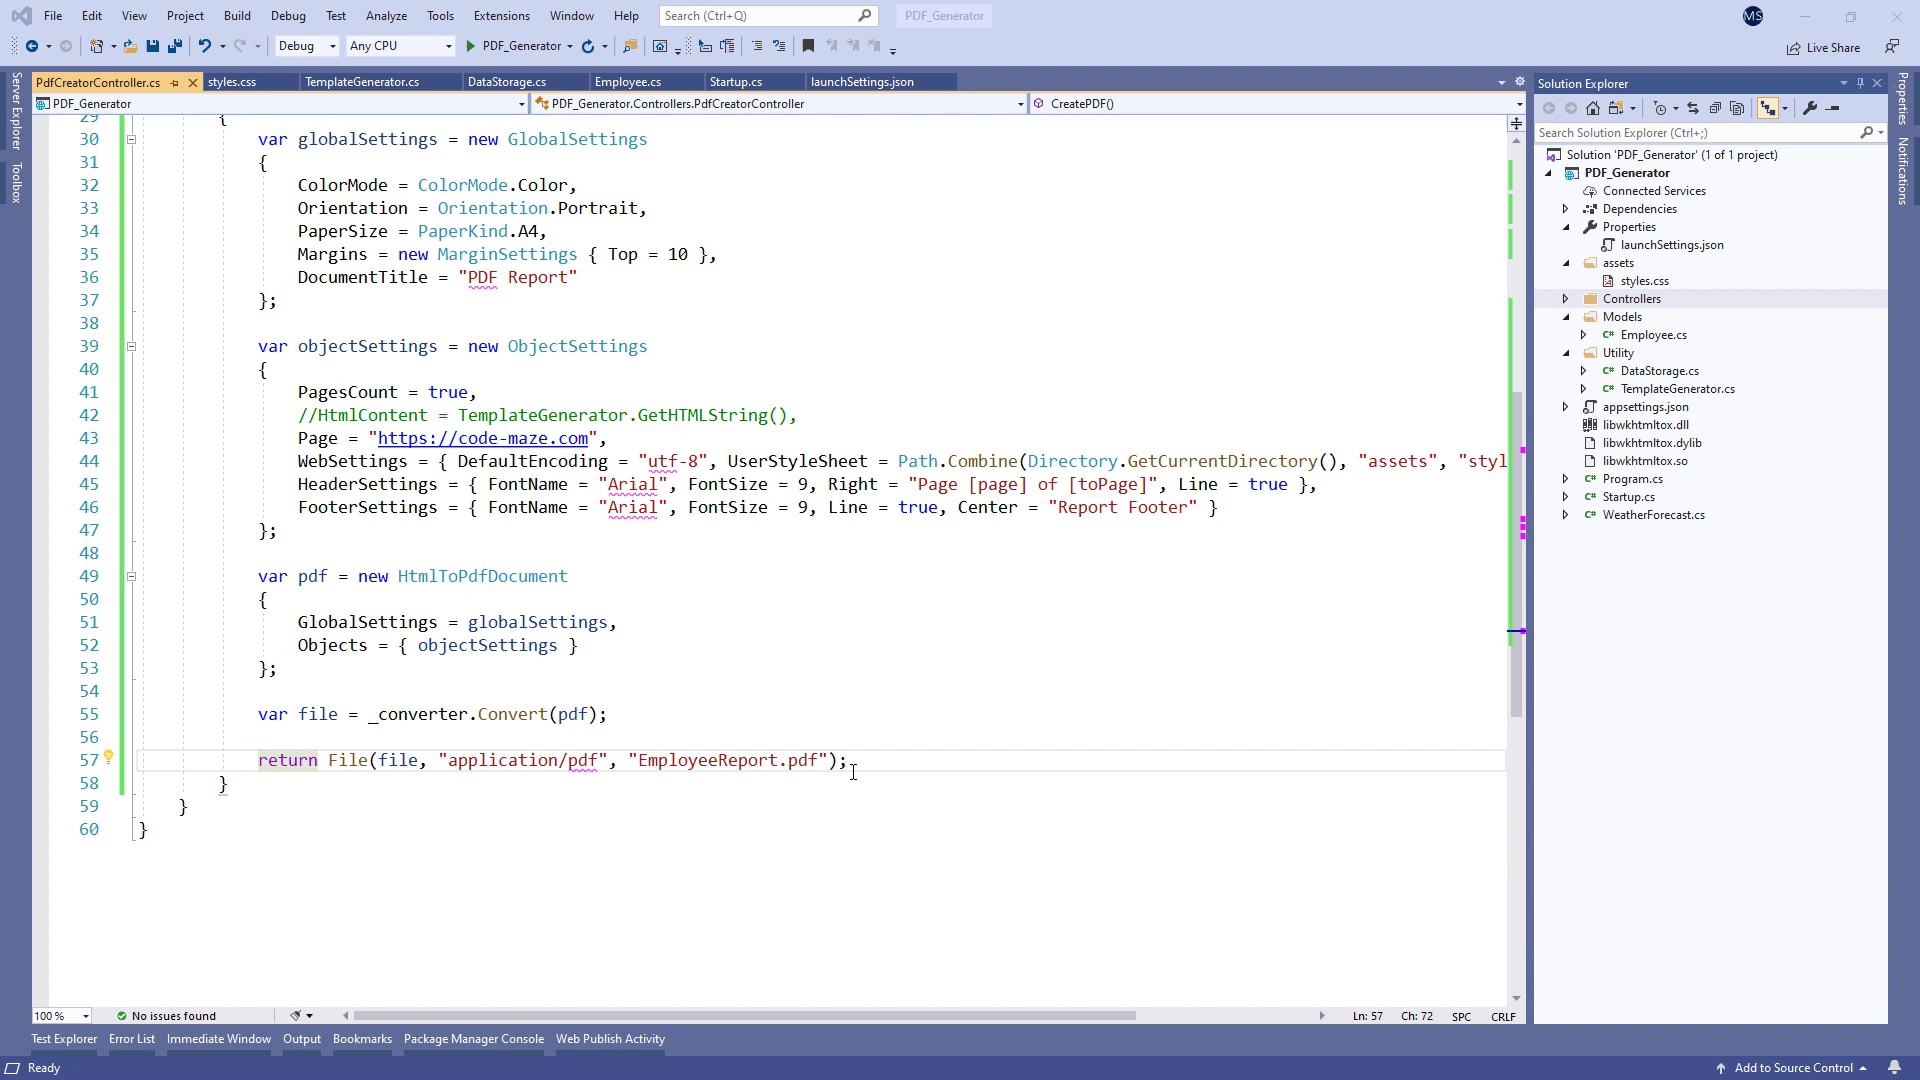 File Edit View Project Build Debug Test Analyze Tools Extensions Window Help Search (Ctrl+Q) PDF_Generator MS
Debug Any CPU PDF_Generator Live Share
PdfCreatorController.cs styles.css TemplateGenerator.cs DataStorage.cs Employee.cs Startup.cs launchSettings.json
PDF_Generator PDF_Generator.Controllers.PdfCreatorController CreatePDF()
Server Explorer
Toolbox
29 {
30 var globalSettings = new GlobalSettings
31 {
32 ColorMode = ColorMode.Color,
33 Orientation = Orientation.Portrait,
34 PaperSize = PaperKind.A4,
35 Margins = new MarginSettings { Top = 10 },
36 DocumentTitle = "PDF Report"
37 };
38
39 var objectSettings = new ObjectSettings
40 {
41 PagesCount = true,
42 //HtmlContent = TemplateGenerator.GetHTMLString(),
43 Page = "https://code-maze.com",
44 WebSettings = { DefaultEncoding = "utf-8", UserStyleSheet = Path.Combine(Directory.GetCurrentDirectory(), "assets", "styl
45 HeaderSettings = { FontName = "Arial", FontSize = 9, Right = "Page [page] of [toPage]", Line = true },
46 FooterSettings = { FontName = "Arial", FontSize = 9, Line = true, Center = "Report Footer" }
47 };
48
49 var pdf = new HtmlToPdfDocument
50 {
51 GlobalSettings = globalSettings,
52 Objects = { objectSettings }
53 };
54
55 var file = _converter.Convert(pdf);
56
57 return File(file, "application/pdf", "EmployeeReport.pdf");
58 }
59 }
60 }
100 % No issues found Ln: 57 Ch: 72 SPC CRLF
Test Explorer Error List Immediate Window Output Bookmarks Package Manager Console Web Publish Activity
Ready Add to Source Control
Solution Explorer
Search Solution Explorer (Ctrl+;)
Solution 'PDF_Generator' (1 of 1 project)
PDF_Generator
Connected Services
Dependencies
Properties
launchSettings.json
assets
styles.css
Controllers
Models
Employee.cs
Utility
DataStorage.cs
TemplateGenerator.cs
appsettings.json
libwkhtmltox.dll
libwkhtmltox.dylib
libwkhtmltox.so
Program.cs
Startup.cs
WeatherForecast.cs
Properties
Notifications